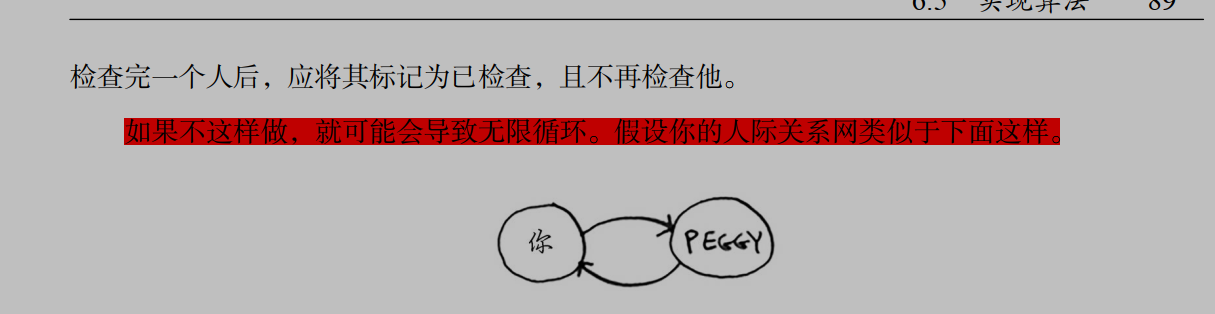 6.5 实现算法 89
检查完一个人后，应将其标记为已检查，且不再检查他。
如果不这样做，就可能会导致无限循环。假设你的人际关系网类似于下面这样。
你 PEGGY